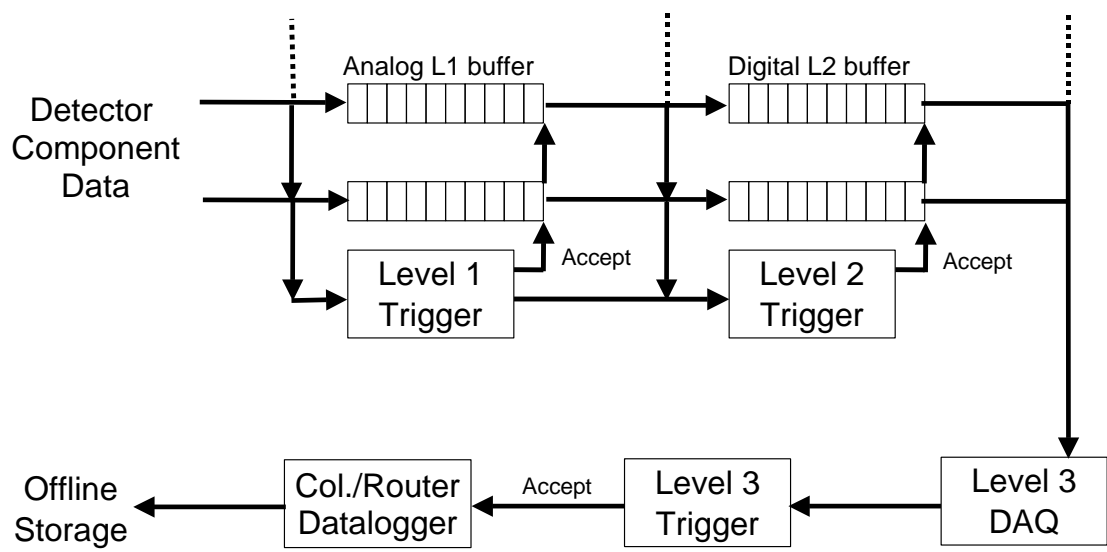 Analog L1 buffer
Digital L2 buffer
Detector
Component
Data
Accept
Accept
Level 1
Trigger
Level 2
Trigger
Offline
Storage
Col./Router
Datalogger
Accept
Level 3
Trigger
Level 3
DAQ